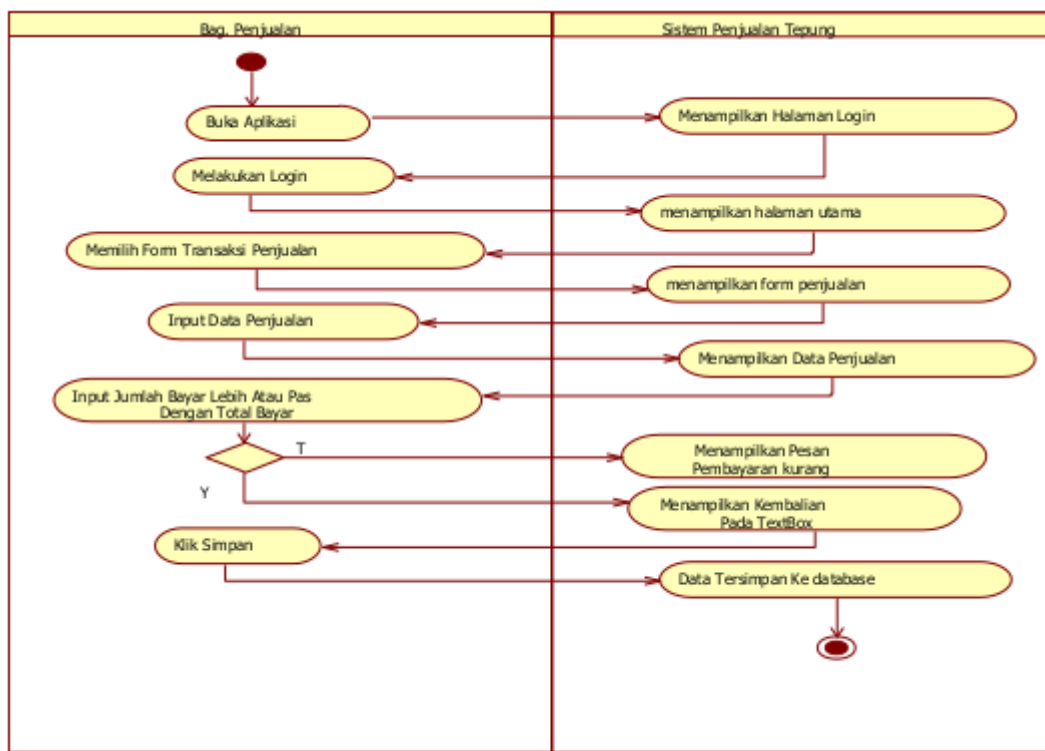 Bag. Penjualan
Sistem Penjualan Tepung
Buka Aplikasi
Menampilkan Halaman Login
Melakukan Login
menampilkan halaman utama
Memilih Form Transaksi Penjualan
menampilkan form penjualan
Input Data Penjualan
Menampilkan Data Penjualan
Input Jumlah Bayar Lebih Atau Pas
Dengan Total Bayar
T
Menampilkan Pesan
Pembayaran kurang
Y
Menampilkan Kembalian
Pada TextBox
Klik Simpan
Data Tersimpan Ke database